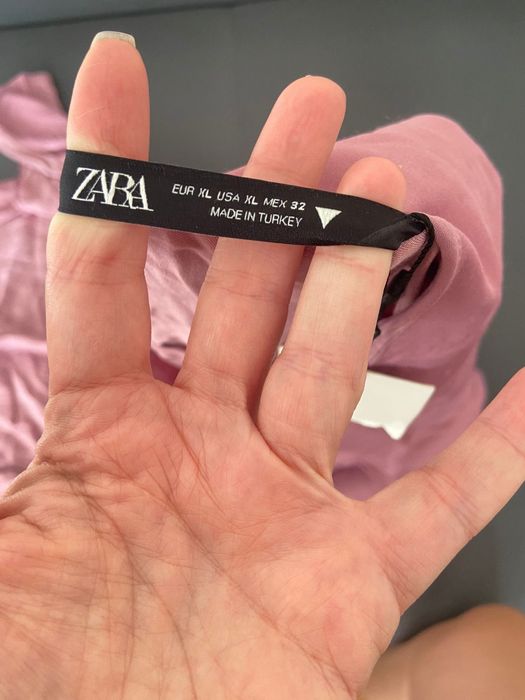 ZARA
EUR XL USA XL MEX 32
MADE IN TURKEY